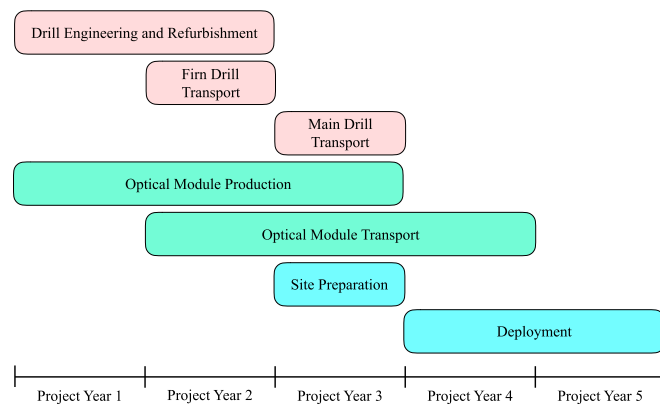 Drill Engineering and Refurbishment
Firn Drill
Transport
Main Drill
Transport
Optical Module Production
Optical Module Transport
Site Preparation
Deployment
Project Year 1
Project Year 2
Project Year 3
Project Year 4
Project Year 5